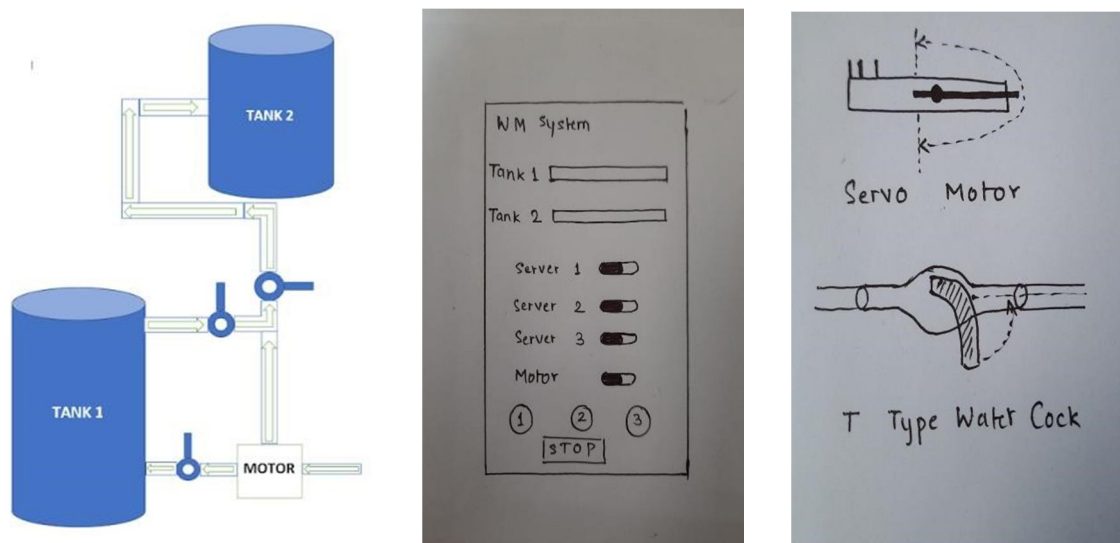 TANK 2
TANK 1
MOTOR
WM System
Tank 1
Tank 2
Server 1
Server 2
Server 3
Motor
1 2 3
STOP
Servo Motor
T Type Water Cock